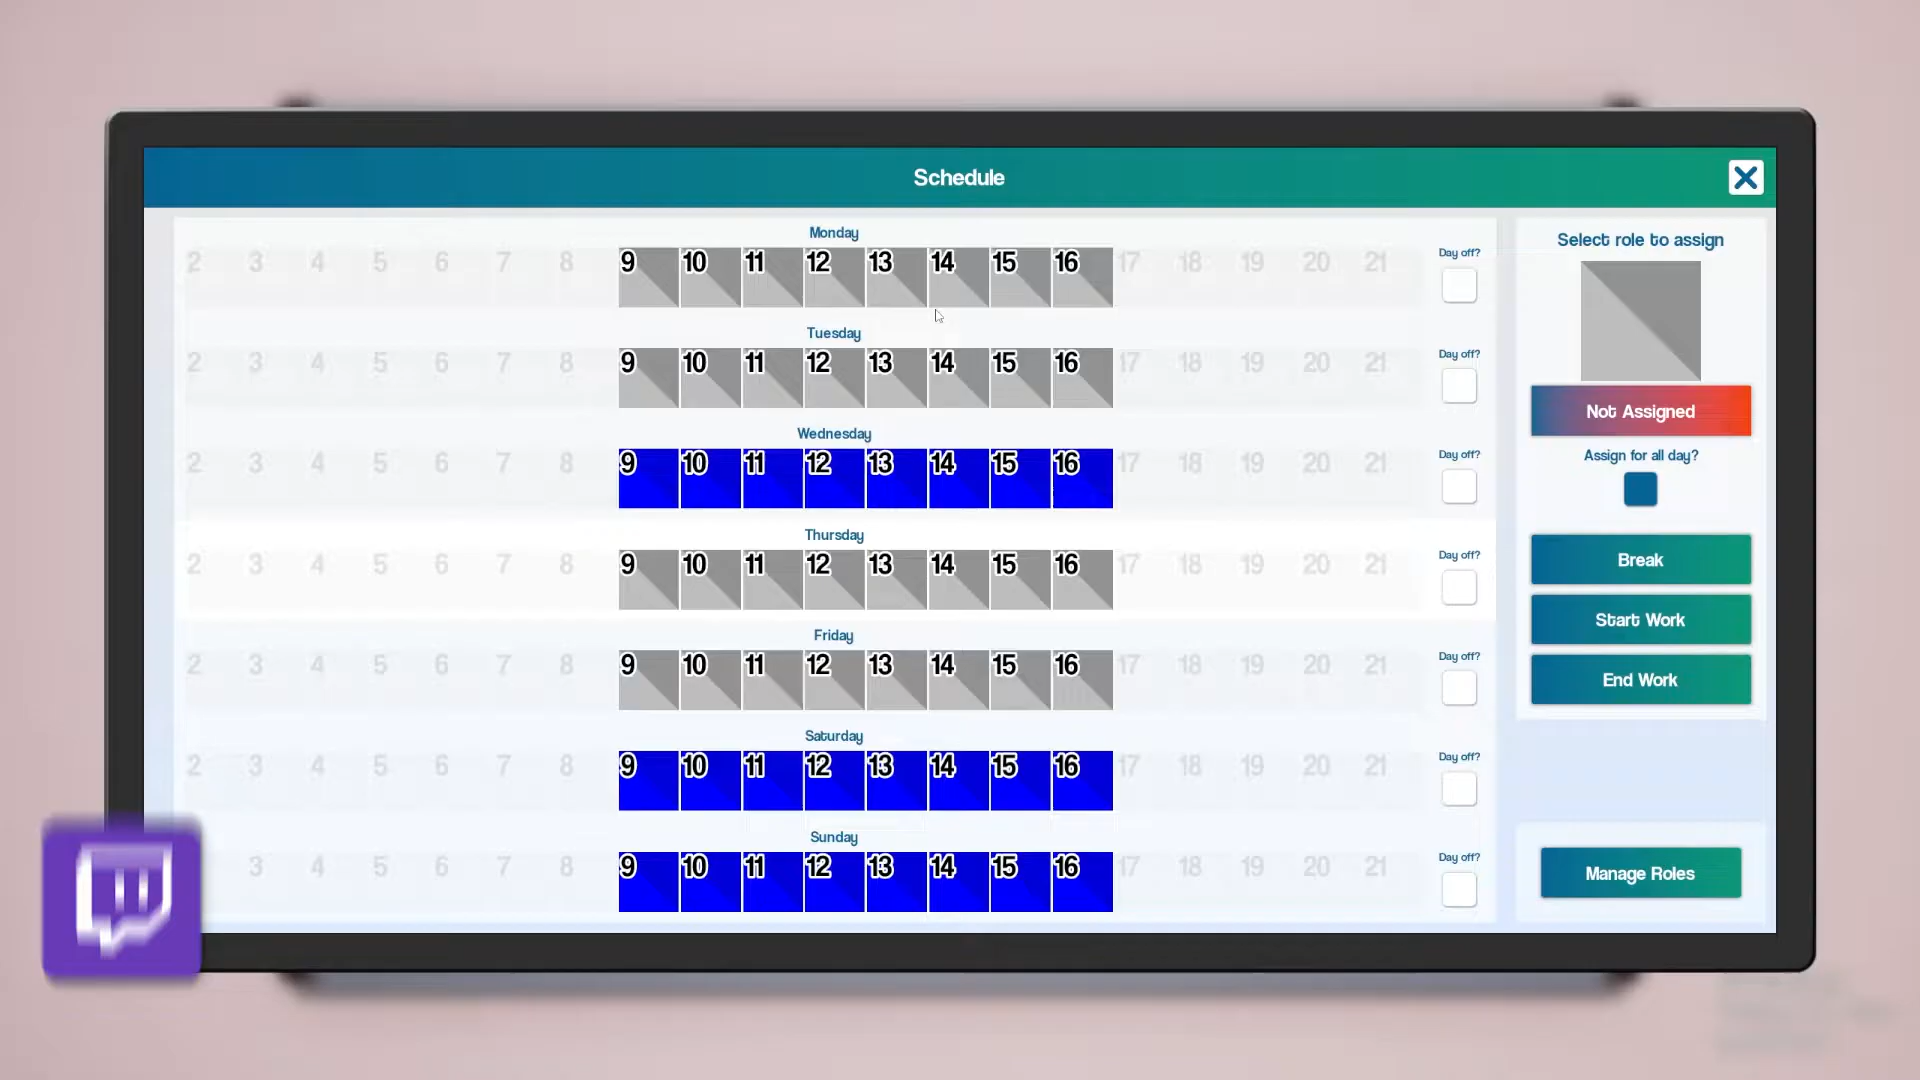 Schedule
Monday
2 3 4 5 6 7 8 9 10 11 12 13 14 15 16 17 18 19 20 21
Day off?
Tuesday
2 3 4 5 6 7 8 9 10 11 12 13 14 15 16 17 18 19 20 21
Day off?
Wednesday
2 3 4 5 6 7 8 9 10 11 12 13 14 15 16 17 18 19 20 21
Day off?
Thursday
2 3 4 5 6 7 8 9 10 11 12 13 14 15 16 17 18 19 20 21
Day off?
Friday
2 3 4 5 6 7 8 9 10 11 12 13 14 15 16 17 18 19 20 21
Day off?
Saturday
2 3 4 5 6 7 8 9 10 11 12 13 14 15 16 17 18 19 20 21
Day off?
Sunday
3 4 5 6 7 8 9 10 11 12 13 14 15 16 17 18 19 20 21
Day off?
Select role to assign
Not Assigned
Assign for all day?
Break
Start Work
End Work
Manage Roles